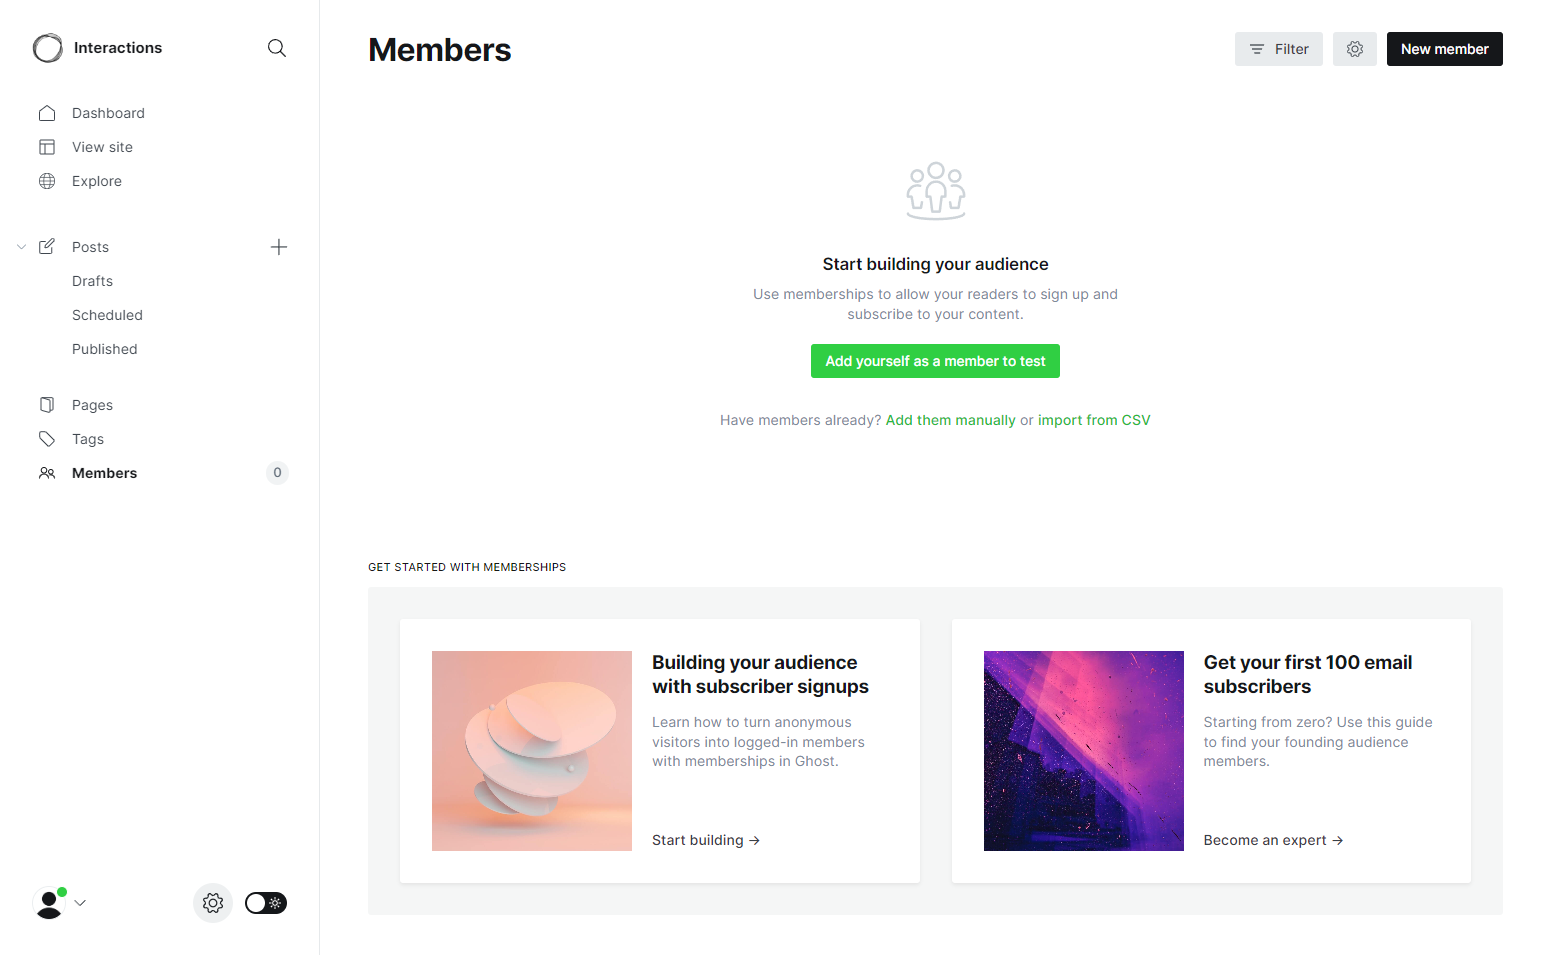 Interactions
Dashboard
View site
Explore
Posts
Drafts
Scheduled
Published
Pages
Tags
Members
0
Members
Filter
New member
Start building your audience
Use memberships to allow your readers to sign up and
subscribe to your content.
Add yourself as a member to test
Have members already? Add them manually or import from CSV
GET STARTED WITH MEMBERSHIPS
Building your audience
with subscriber signups
Learn how to turn anonymous
visitors into logged-in members
with memberships in Ghost.
Start building →
Get your first 100 email
subscribers
Starting from zero? Use this guide
to find your founding audience
members.
Become an expert →